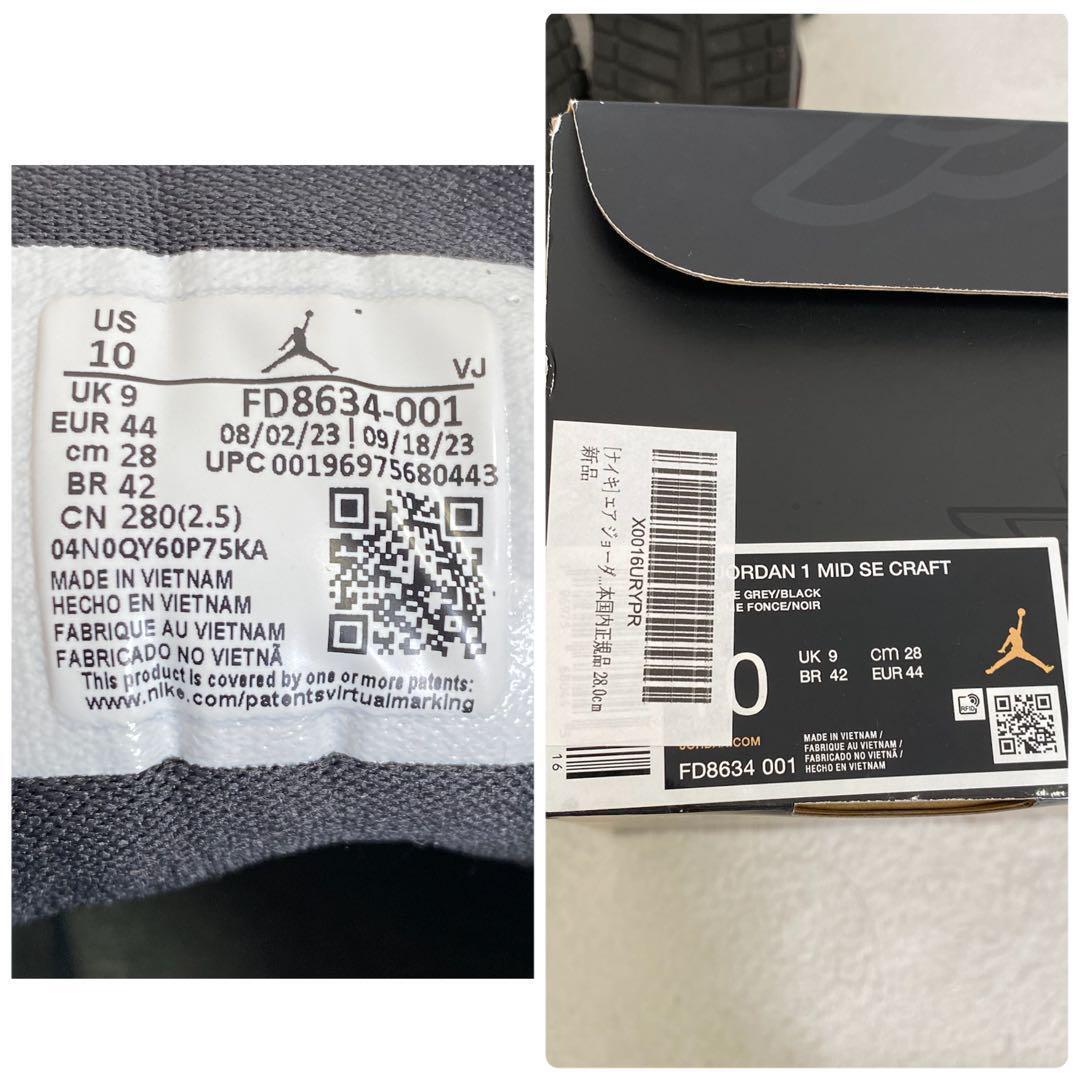 US
10
VJ
UK 9
EUR 44
cm 28
BR 42
CN 280(2.5)
FD8634-001
08/02/23 | 09/18/23
UPC 00196975680443
04N0QY60P75KA
MADE IN VIETNAM
HECHO EN VIETNAM
FABRIQUE AU VIETNAM
FABRICADO NO VIETNÃ
This product is covered by one or more patents:
www.nike.com/patentsvirtualmarking
X0016URYPR
[ナイキ] エア ジョーダ...本国内正規品 28.0cm
新品
JORDAN 1 MID SE CRAFT
GREY/BLACK
FONCE/NOIR
0
UK 9
cm 28
BR 42
EUR 44
RFID
JORDAN.COM
FD8634 001
MADE IN VIETNAM /
FABRIQUE AU VIETNAM /
FABRICADO NO VIETNÃ /
HECHO EN VIETNAM
16